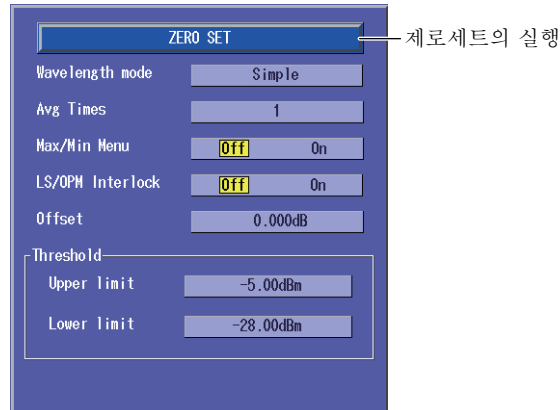 ZERO SET
제로세트의 실행
Wavelength mode Simple
Avg Times 1
Max/Min Menu Off On
LS/OPM Interlock Off On
Offset 0.000dB
Threshold
Upper limit -5.00dBm
Lower limit -28.00dBm